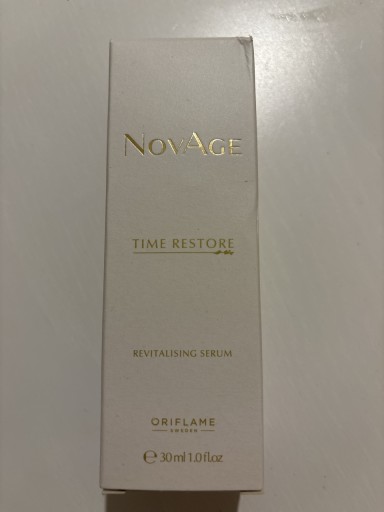 NOVAGE
TIME RESTORE
REVITALISING SERUM
ORIFLAME
SWEDEN
℮ 30 ml 1.0 fl.oz